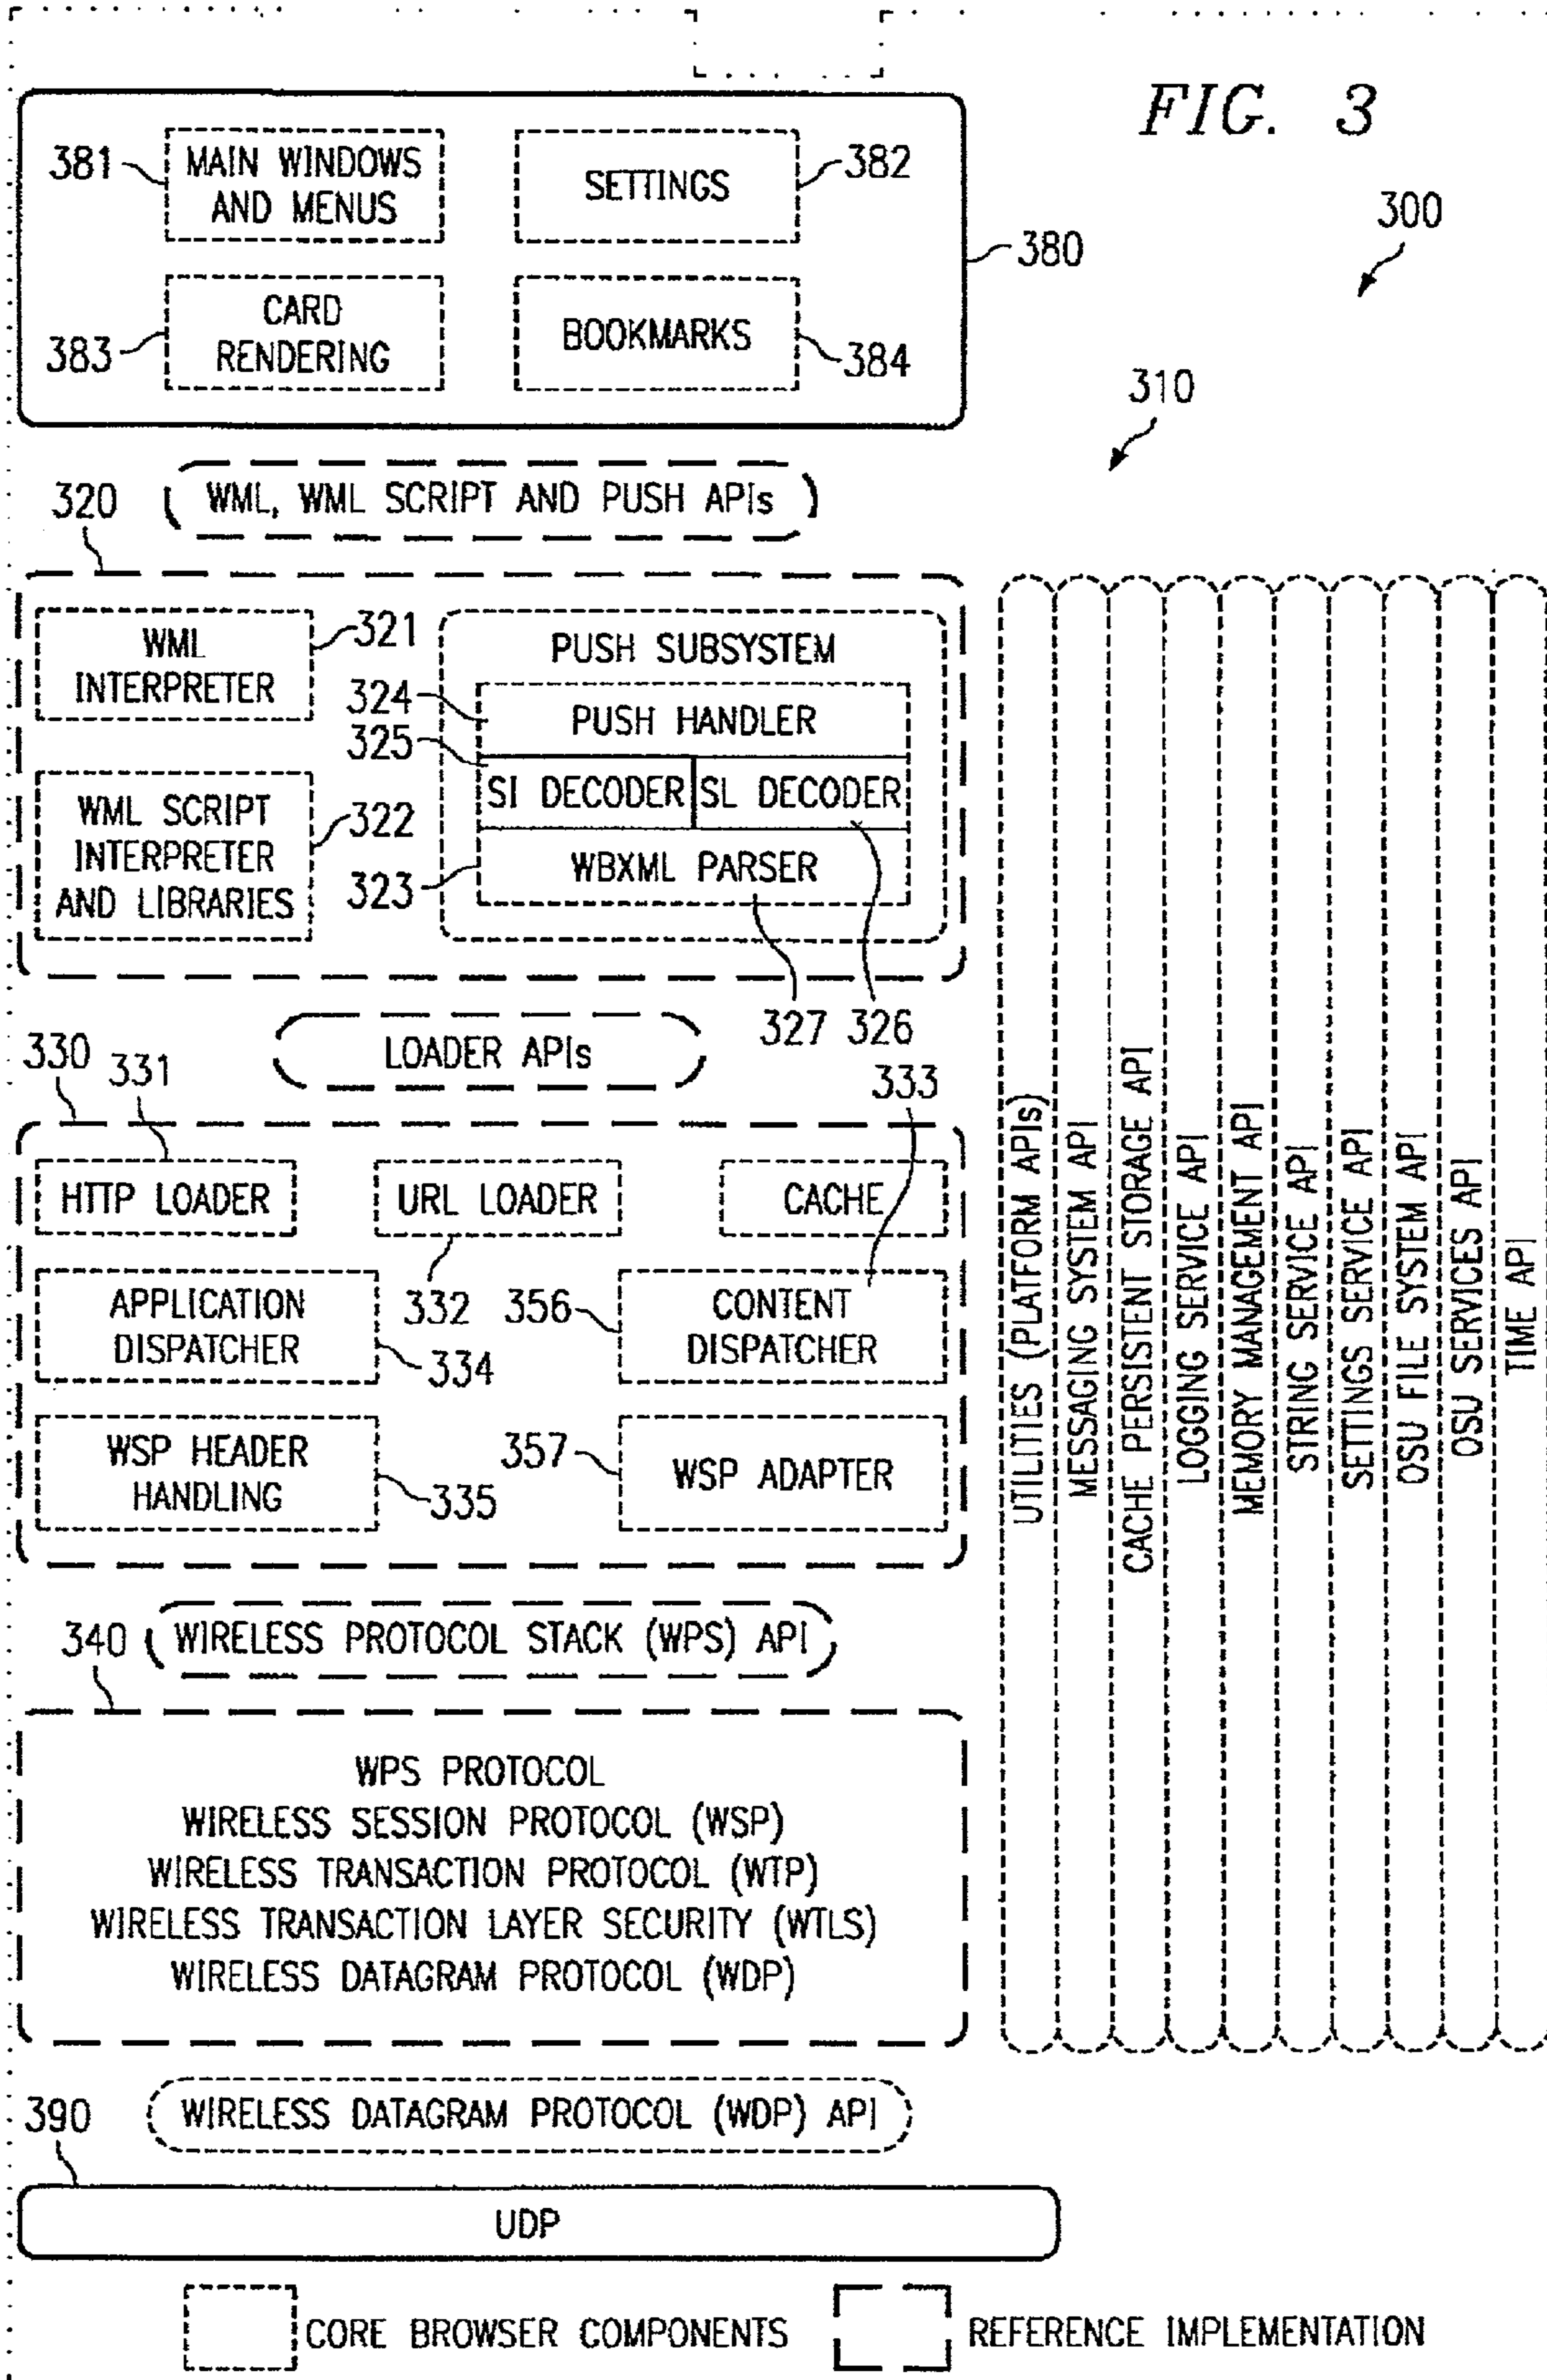 FIG. 3
300
310
381
MAIN WINDOWS
AND MENUS
SETTINGS
382
380
383
CARD
RENDERING
BOOKMARKS
384
320
WML, WML SCRIPT AND PUSH APIs
WML
INTERPRETER
321
PUSH SUBSYSTEM
324
PUSH HANDLER
325
SI DECODER
SL DECODER
WML SCRIPT
INTERPRETER
AND LIBRARIES
322
323
WBXML PARSER
327
326
330
331
LOADER APIs
333
HTTP LOADER
URL LOADER
CACHE
332
APPLICATION
DISPATCHER
334
356
CONTENT
DISPATCHER
WSP HEADER
HANDLING
335
357
WSP ADAPTER
340
WIRELESS PROTOCOL STACK (WPS) API
WPS PROTOCOL
WIRELESS SESSION PROTOCOL (WSP)
WIRELESS TRANSACTION PROTOCOL (WTP)
WIRELESS TRANSACTION LAYER SECURITY (WTLS)
WIRELESS DATAGRAM PROTOCOL (WDP)
390
WIRELESS DATAGRAM PROTOCOL (WDP) API
UDP
UTILITIES (PLATFORM APIs)
MESSAGING SYSTEM API
CACHE PERSISTENT STORAGE API
LOGGING SERVICE API
MEMORY MANAGEMENT API
STRING SERVICE API
SETTINGS SERVICE API
OSU FILE SYSTEM API
OSU SERVICES API
TIME API
CORE BROWSER COMPONENTS
REFERENCE IMPLEMENTATION